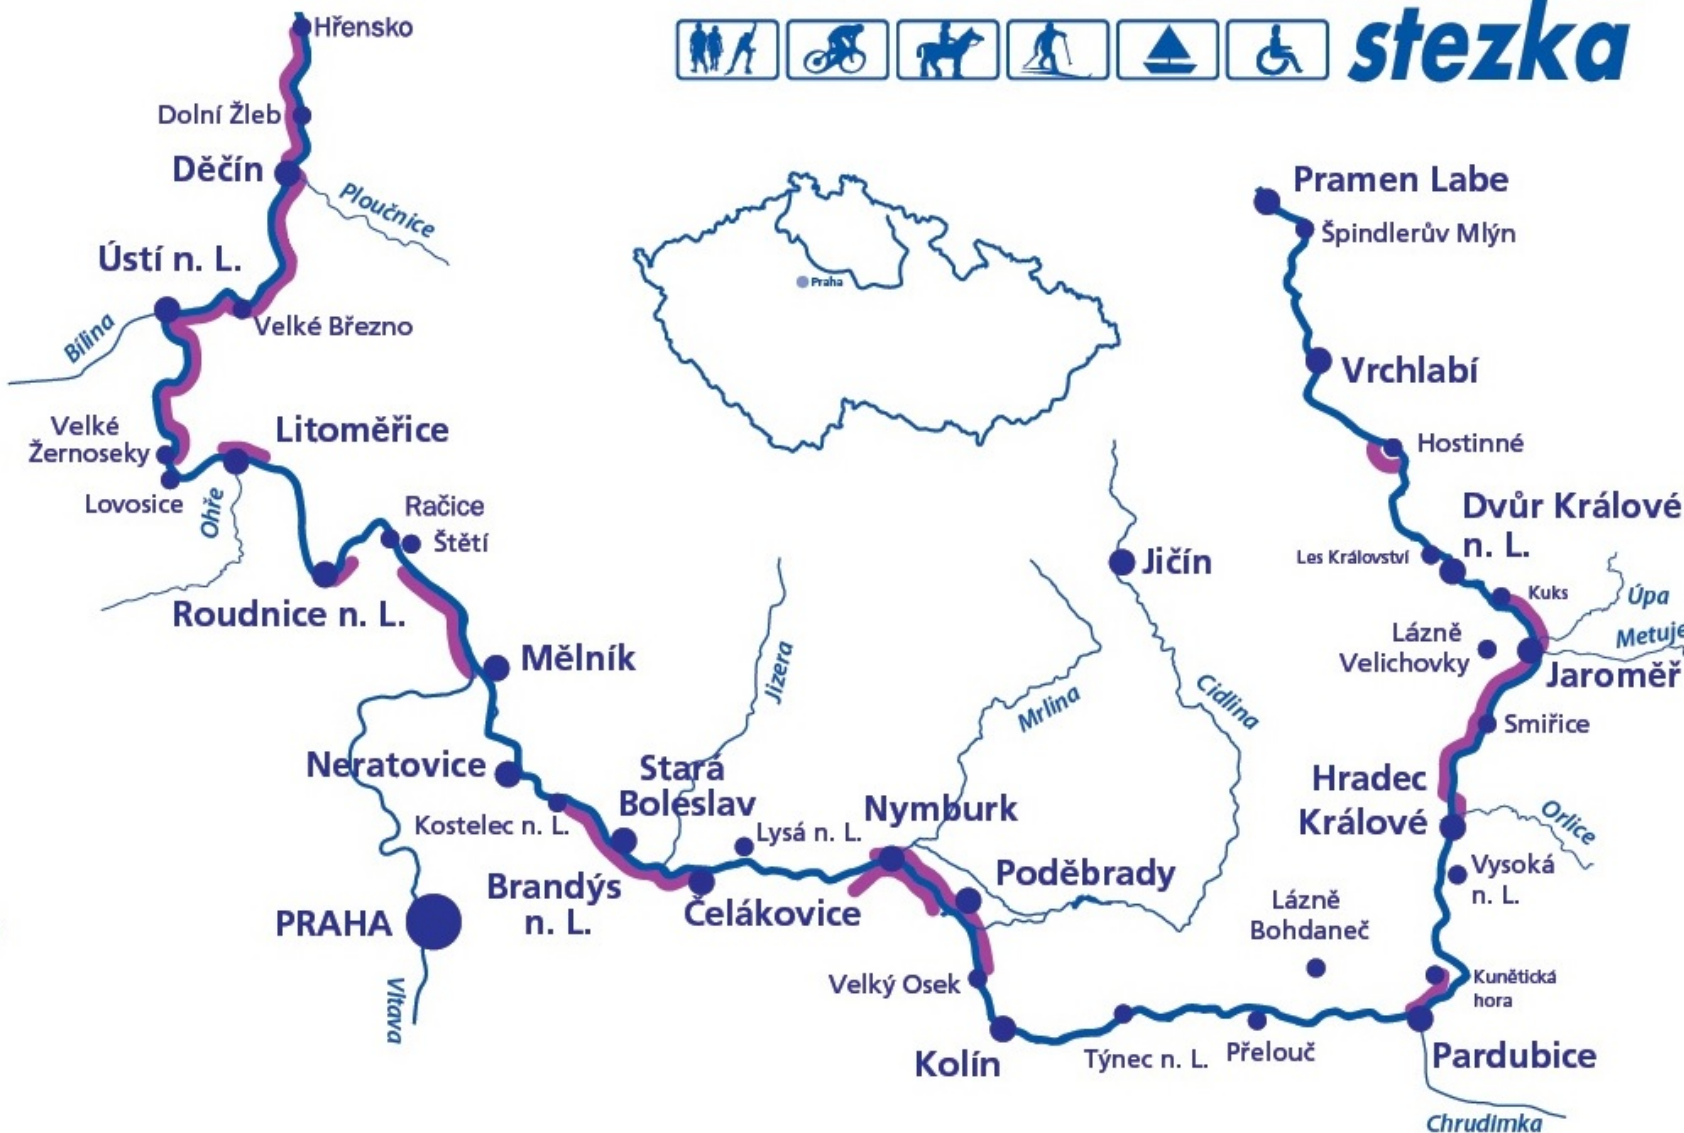 stezka
Hřensko
Dolní Žleb
Děčín
Ploučnice
Ústí n. L.
Velké Březno
Bílina
Velké
Žernoseky
Lovosice
Litoměřice
Ohře
Račice
Štětí
Roudnice n. L.
Mělník
Neratovice
Kostelec n. L.
Stará
Boleslav
Brandýs
n. L.
Čelákovice
Lysá n. L.
Jizera
PRAHA
Vltava
Praha
Nymburk
Mrlina
Jičín
Cidlina
Poděbrady
Velký Osek
Kolín
Týnec n. L.
Přelouč
Lázně
Bohdaneč
Pardubice
Chrudimka
Kunětická
hora
Vysoká
n. L.
Orlice
Hradec
Králové
Smiřice
Jaroměř
Lázně
Velichovky
Metuje
Úpa
Kuks
Les Království
Dvůr Králové
n. L.
Hostinné
Vrchlabí
Špindlerův Mlýn
Pramen Labe